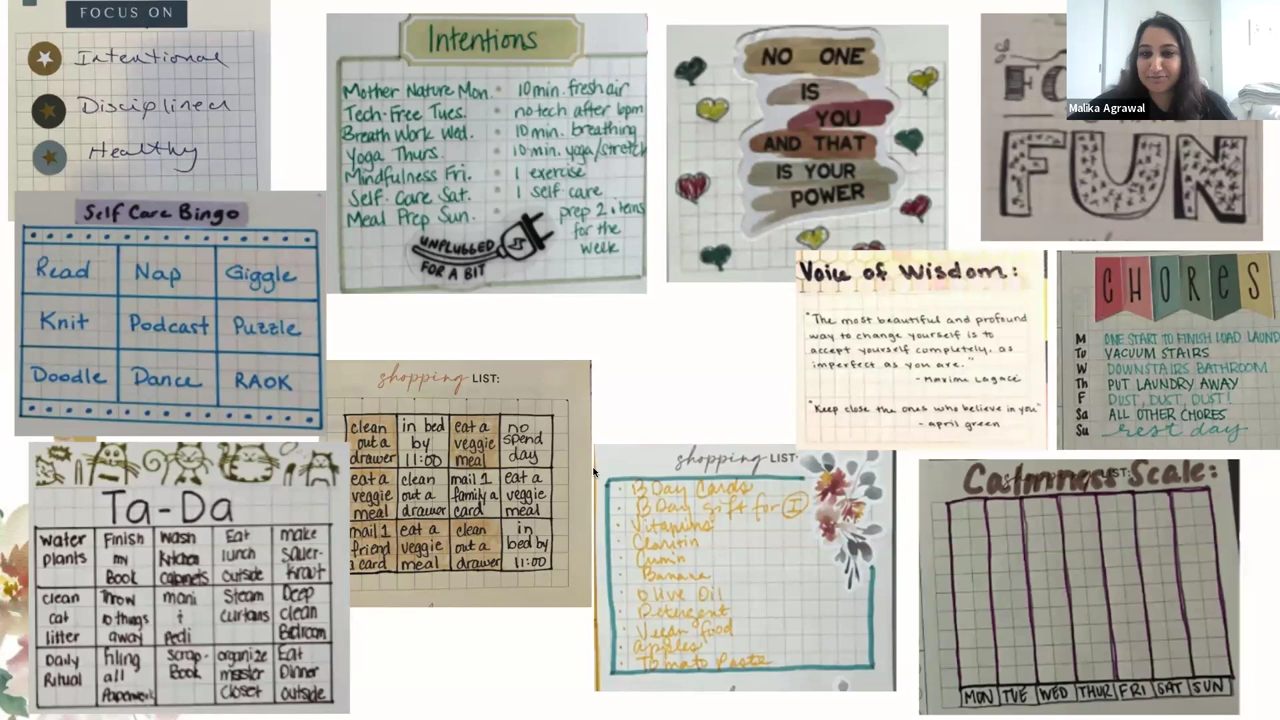 FOCUS ON
Intentional
Disciplined
Healthy
Intentions
Mother Nature Mon. • 10 min. fresh air
Tech-Free Tues. • no tech after 6pm
Breath Work Wed. • 10 min. breathing
Yoga Thurs. • 10 min. yoga/stretch
Mindfulness Fri. • 1 exercise
Self-Care Sat. • 1 self-care
Meal Prep Sun. • prep 2 items
for the
week
UNPLUGGED
FOR A BIT
NO ONE
IS
YOU
AND THAT
IS YOUR
POWER
FUN
Malika Agrawal
Self Care Bingo
Read Nap Giggle
Knit Podcast Puzzle
Doodle Dance RAOK
Voice of Wisdom:
"The most beautiful and profound
way to change yourself is to
accept yourself completely, as
imperfect as you are."
- Maxime Lagacé
"Keep close the ones who believe in you"
- april green
CHORES
M ONE START TO FINISH LOAD LAUND
Tu VACUUM STAIRS
W DOWNSTAIRS BATHROOM
Th PUT LAUNDRY AWAY
F DUST, DUST, DUST!
Sa ALL OTHER CHORES
Su rest day
shopping LIST:
clean out a drawer
in bed by 11:00
eat a veggie meal
no spend day
eat a veggie meal
clean out a drawer
mail 1 family a card
eat a veggie meal
mail 1 friend a card
eat a veggie meal
clean out a drawer
in bed by 11:00
Ta-Da
water plants
Finish my Book
wash Kitchen cabinets
Eat lunch outside
make Sauer-Kraut
clean cat litter
Throw 10 things away
mani & Pedi
Steam curtains
Deep clean Bedroom
Daily Ritual
filing all Paperwork
scrap-Book
organize master closet
Eat Dinner outside
shopping LIST:
• B Day Cards
• B Day gift for I
• Vitamins
• Claritin
• Cumin
• Banana
• Olive Oil
• Detergent
• Vegan food
• apples
• Tomato Paste
Calmness Scale:
LIST:
MON TUE WED THUR FRI SAT SUN